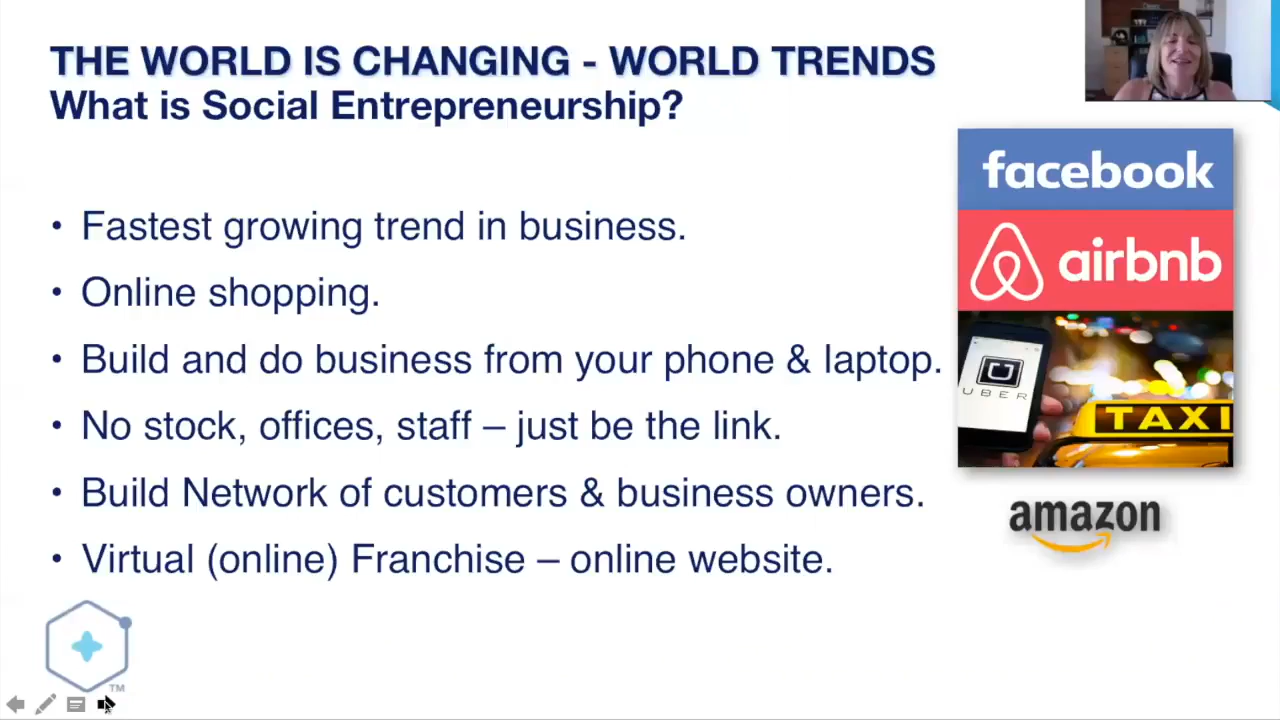 THE WORLD IS CHANGING - WORLD TRENDS
What is Social Entrepreneurship?
• Fastest growing trend in business.
• Online shopping.
• Build and do business from your phone & laptop.
• No stock, offices, staff – just be the link.
• Build Network of customers & business owners.
• Virtual (online) Franchise – online website.
facebook
airbnb
UBER
TAXI
amazon
TM